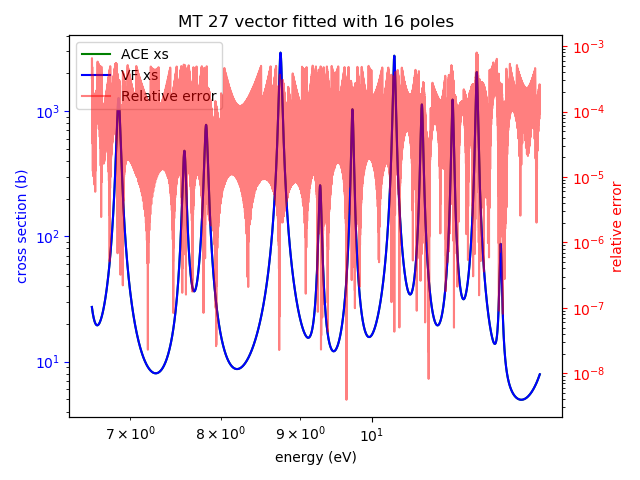 MT 27 vector fitted with 16 poles
ACE xs
VF xs
Relative error
10³
10²
10¹
cross section (b)
10⁻³
10⁻⁴
10⁻⁵
10⁻⁶
10⁻⁷
10⁻⁸
relative error
7 × 10⁰
8 × 10⁰
9 × 10⁰
10¹
energy (eV)